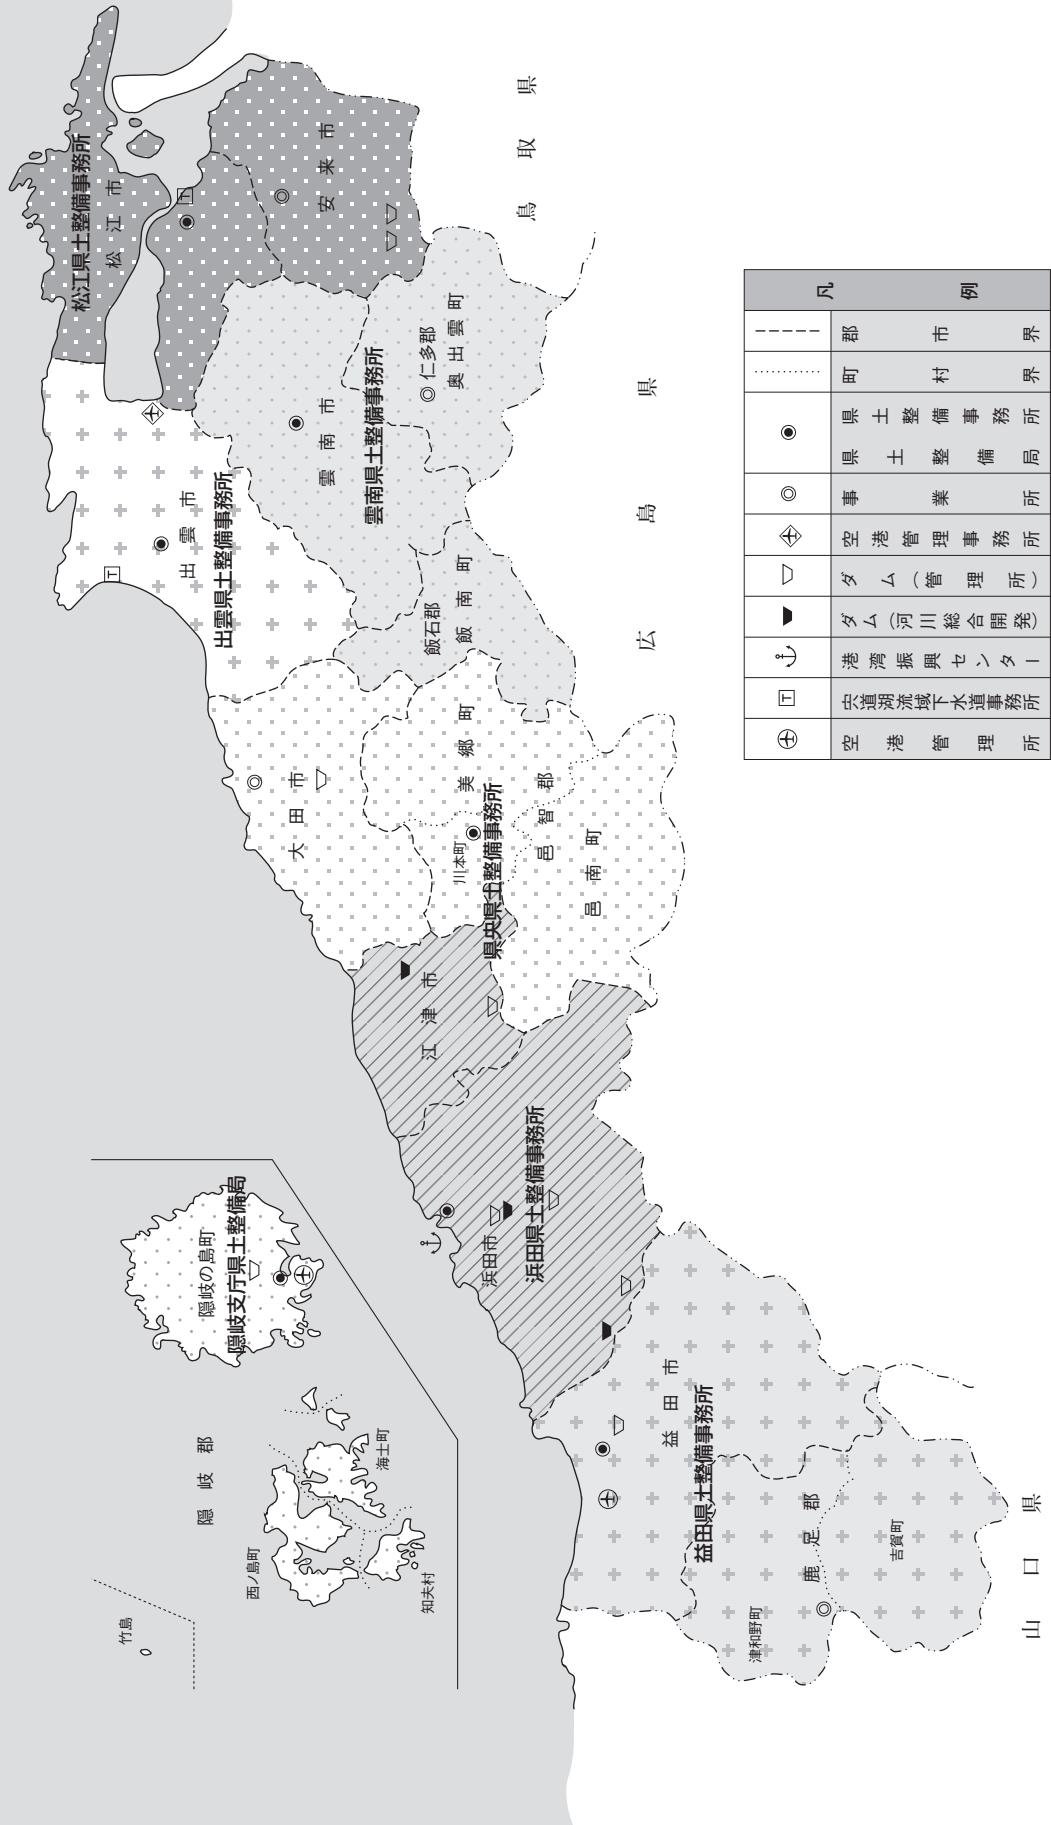 竹島
隠岐郡
西ノ島町
海士町
知夫村
隠岐の島町
隠岐支庁県土整備局
松江県土整備事務所
松江市
T
安来市
出雲市
出雲県土整備事務所
T
雲南市
雲南県土整備事務所
仁多郡
奥出雲町
飯石郡
飯南町
大田市
美郷町
川本町
県央県土整備事務所
邑智郡
邑南町
江津市
浜田市
浜田県土整備事務所
益田市
益田県土整備事務所
鹿足郡
津和野町
吉賀町
鳥取県
広島県
山口県
凡例
郡市界
町村界
県土整備事務所
県土整備局
事業所
空港管理事務所
ダム(管理所)
ダム(河川総合開発)
港湾振興センター
T 宍道湖流域下水道事務所
空港管理所